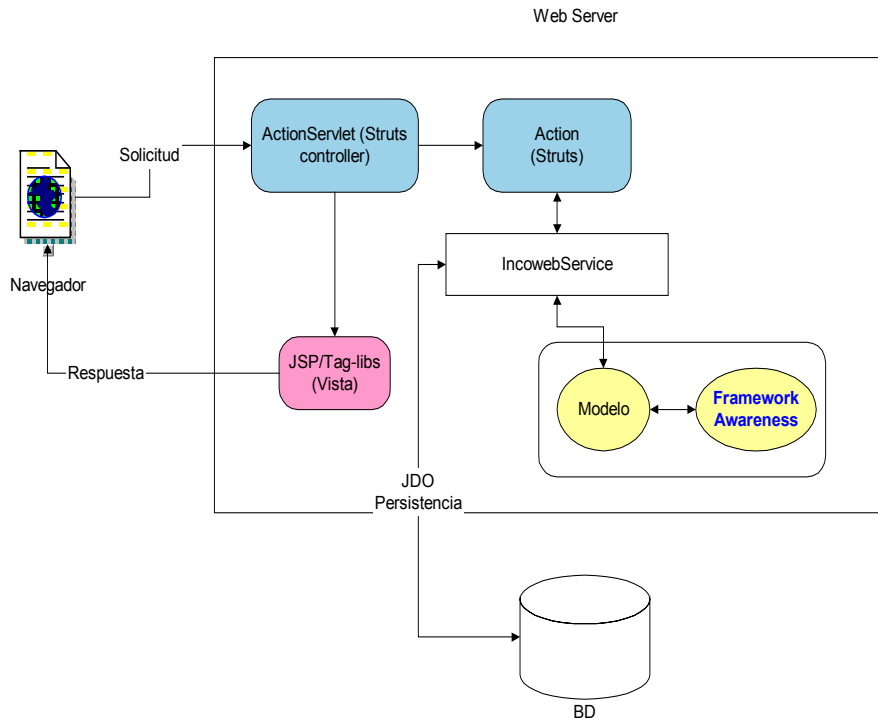 Web Server
ActionServlet (Struts
controller)
Action
(Struts)
Solicitud
IncowebService
Navegador
JSP/Tag-libs
(Vista)
Respuesta
Modelo
Framework
Awareness
JDO
Persistencia
BD